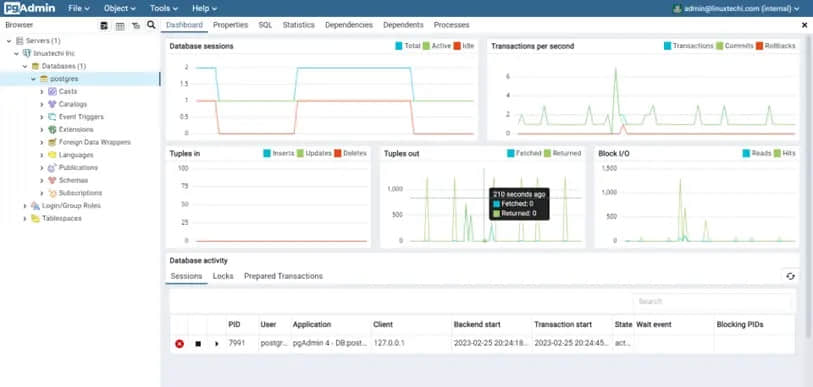 pgAdmin File Object Tools Help admin@linuxtechi.com (internal)
Browser
Dashboard Properties SQL Statistics Dependencies Dependents Processes
Servers (1)
linuxtechi Inc
Databases (1)
postgres
Casts
Catalogs
Event Triggers
Extensions
Foreign Data Wrappers
Languages
Publications
Schemas
Subscriptions
Login/Group Roles
Tablespaces
Database sessions Total Active Idle
2
1
0
Transactions per second Transactions Commits Rollbacks
6
4
2
0
Tuples in Inserts Updates Deletes
100
75
50
25
0
Tuples out Fetched Returned
1,000
500
0
210 seconds ago
Fetched: 0
Returned: 0
Block I/O Reads Hits
1,500
1,000
500
0
Database activity
Sessions Locks Prepared Transactions
Search
PID User Application Client Backend start Transaction start State Wait event Blocking PIDs
7991 postgr... pgAdmin 4 - DB:post... 127.0.0.1 2023-02-25 20:24:18... 2023-02-25 20:24:45... act...